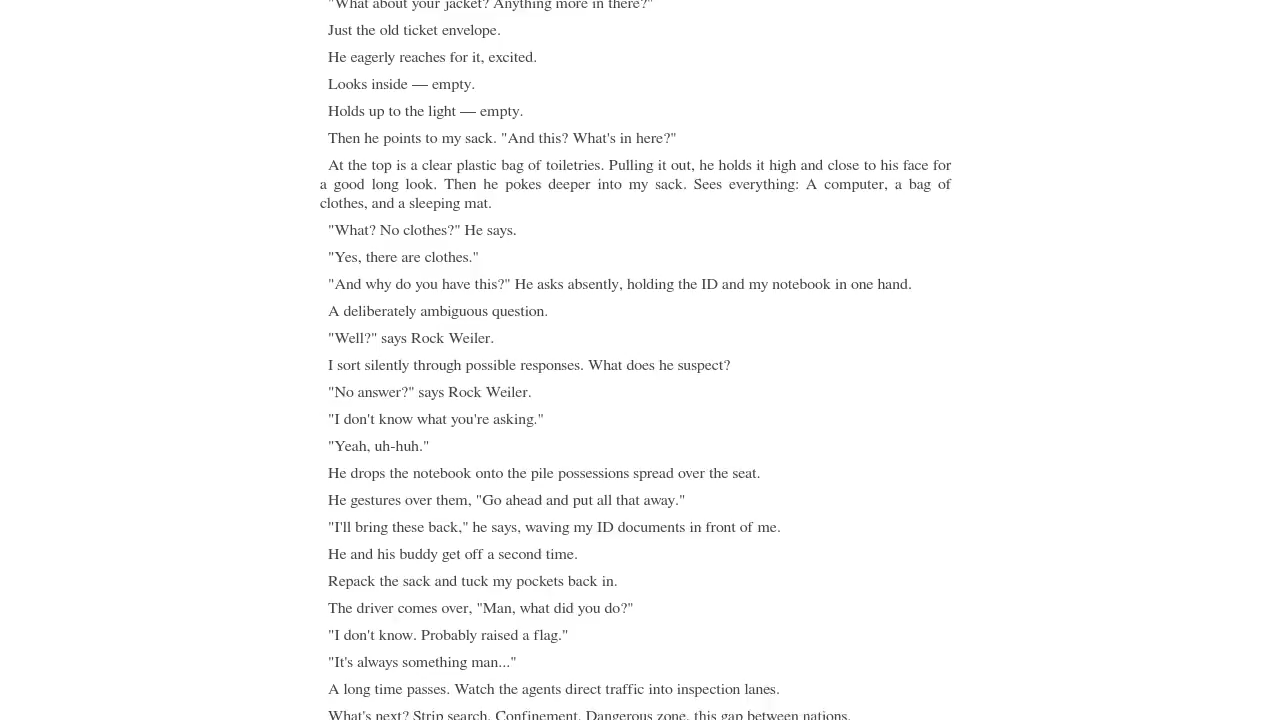 "What about your jacket? Anything more in there?"
Just the old ticket envelope.
He eagerly reaches for it, excited.
Looks inside — empty.
Holds up to the light — empty.
Then he points to my sack. "And this? What's in here?"
At the top is a clear plastic bag of toiletries. Pulling it out, he holds it high and close to his face for
a good long look. Then he pokes deeper into my sack. Sees everything: A computer, a bag of
clothes, and a sleeping mat.
"What? No clothes?" He says.
"Yes, there are clothes."
"And why do you have this?" He asks absently, holding the ID and my notebook in one hand.
A deliberately ambiguous question.
"Well?" says Rock Weiler.
I sort silently through possible responses. What does he suspect?
"No answer?" says Rock Weiler.
"I don't know what you're asking."
"Yeah, uh-huh."
He drops the notebook onto the pile possessions spread over the seat.
He gestures over them, "Go ahead and put all that away."
"I'll bring these back," he says, waving my ID documents in front of me.
He and his buddy get off a second time.
Repack the sack and tuck my pockets back in.
The driver comes over, "Man, what did you do?"
"I don't know. Probably raised a flag."
"It's always something man..."
A long time passes. Watch the agents direct traffic into inspection lanes.
What's next? Strip search. Confinement. Dangerous zone, this gap between nations.